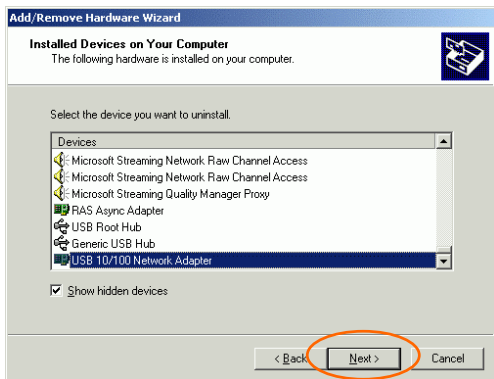 Add/Remove Hardware Wizard
Installed Devices on Your Computer
The following hardware is installed on your computer.
Select the device you want to uninstall.
Devices
Microsoft Streaming Network Raw Channel Access
Microsoft Streaming Network Raw Channel Access
Microsoft Streaming Quality Manager Proxy
RAS Async Adapter
USB Root Hub
Generic USB Hub
USB 10/100 Network Adapter
Show hidden devices
< Back Next > Cancel